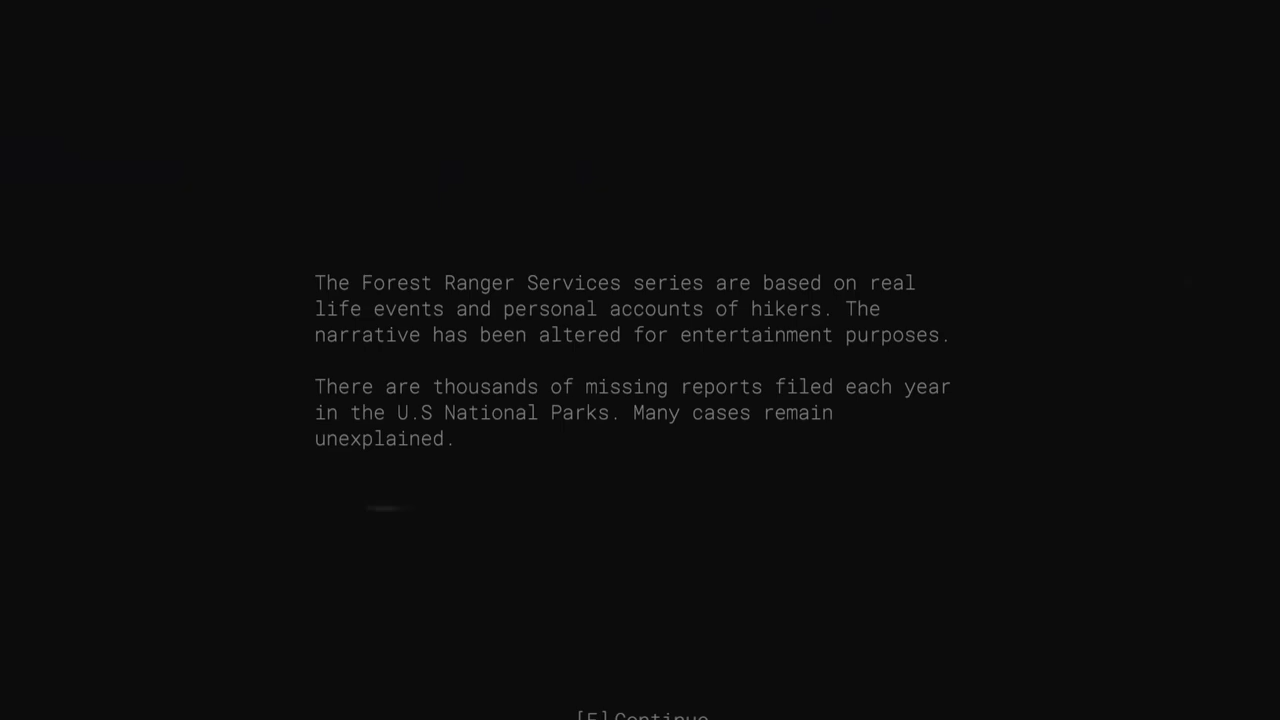 The Forest Ranger Services series are based on real
life events and personal accounts of hikers. The
narrative has been altered for entertainment purposes.
There are thousands of missing reports filed each year
in the U.S National Parks. Many cases remain
unexplained.
[E]Continue